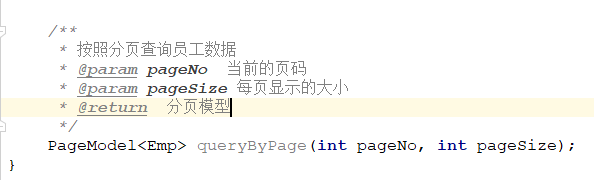 /**
* 按照分页查询员工数据
* @param pageNo 当前的页码
* @param pageSize 每页显示的大小
* @return 分页模型
*/
PageModel<Emp> queryByPage(int pageNo, int pageSize);
}